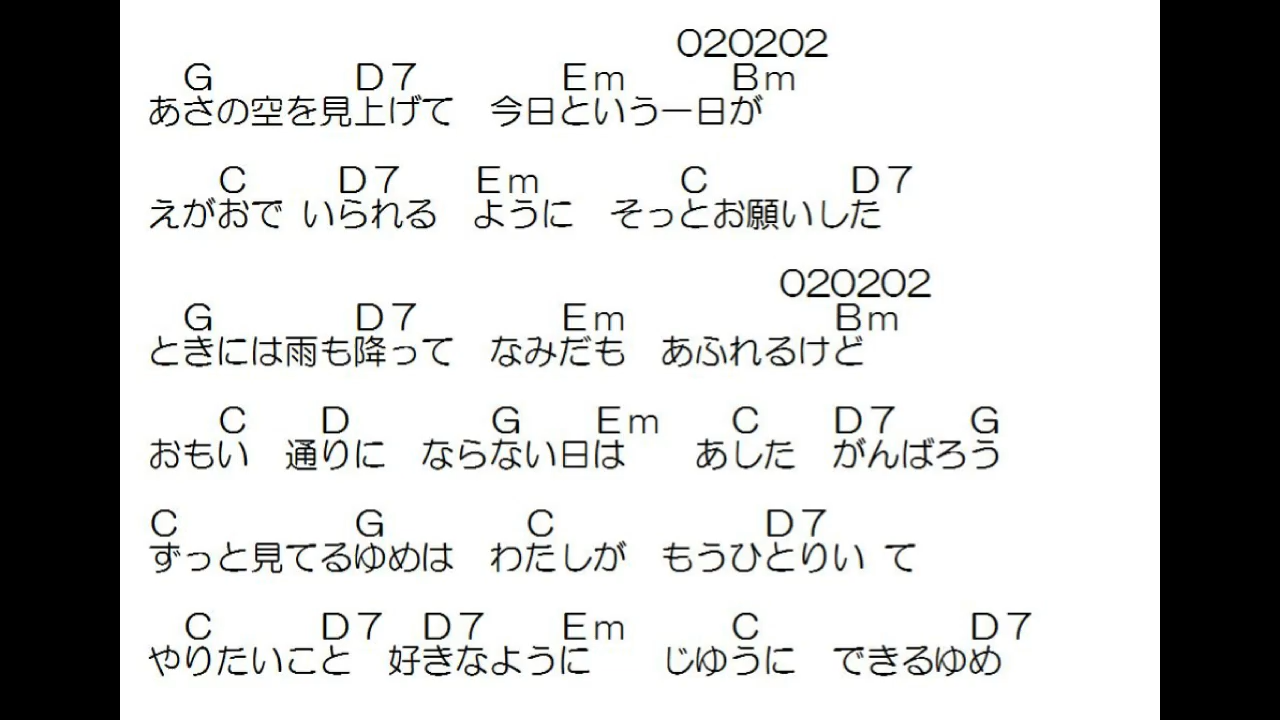 020202
G D7 Em Bm
あさの空を見上げて 今日という一日が
C D7 Em C D7
えがおで いられる ように そっとお願いした
020202
G D7 Em Bm
ときには雨も降って なみだも あふれるけど
C D G Em C D7 G
おもい 通りに ならない日は あした がんばろう
C G C D7
ずっと見てるゆめは わたしが もうひとりい て
C D7 D7 Em C D7
やりたいこと 好きなように じゆうに できるゆめ